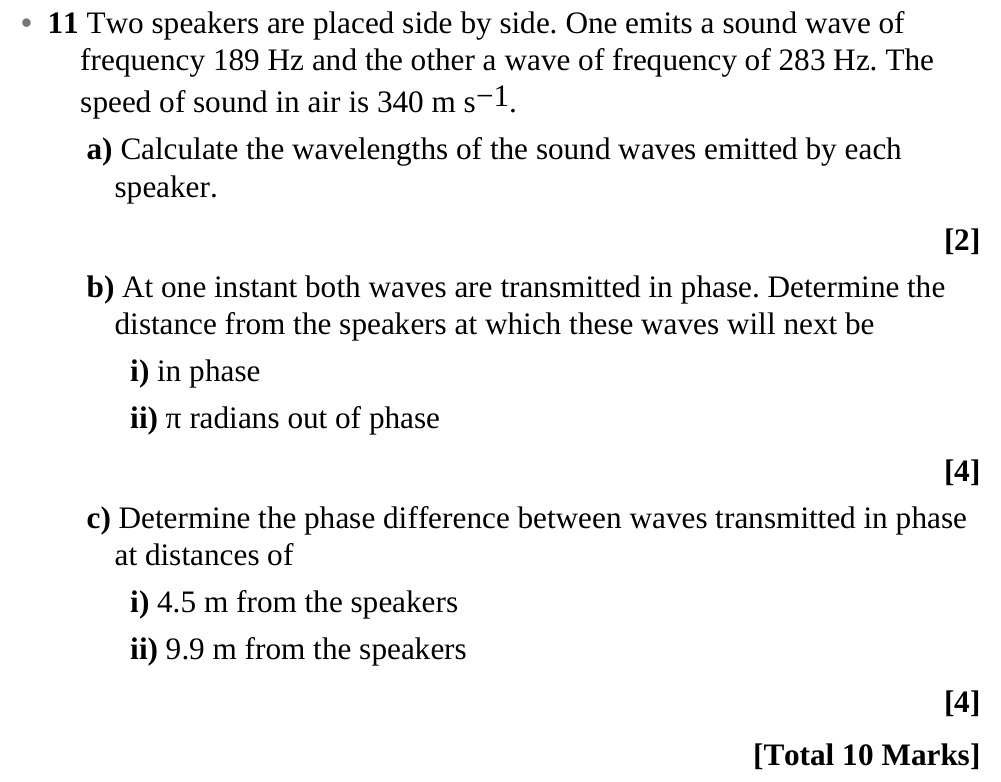 • 11 Two speakers are placed side by side. One emits a sound wave of
frequency 189 Hz and the other a wave of frequency of 283 Hz. The
speed of sound in air is 340 m s⁻¹.
a) Calculate the wavelengths of the sound waves emitted by each
speaker.
[2]
b) At one instant both waves are transmitted in phase. Determine the
distance from the speakers at which these waves will next be
i) in phase
ii) π radians out of phase
[4]
c) Determine the phase difference between waves transmitted in phase
at distances of
i) 4.5 m from the speakers
ii) 9.9 m from the speakers
[4]
[Total 10 Marks]